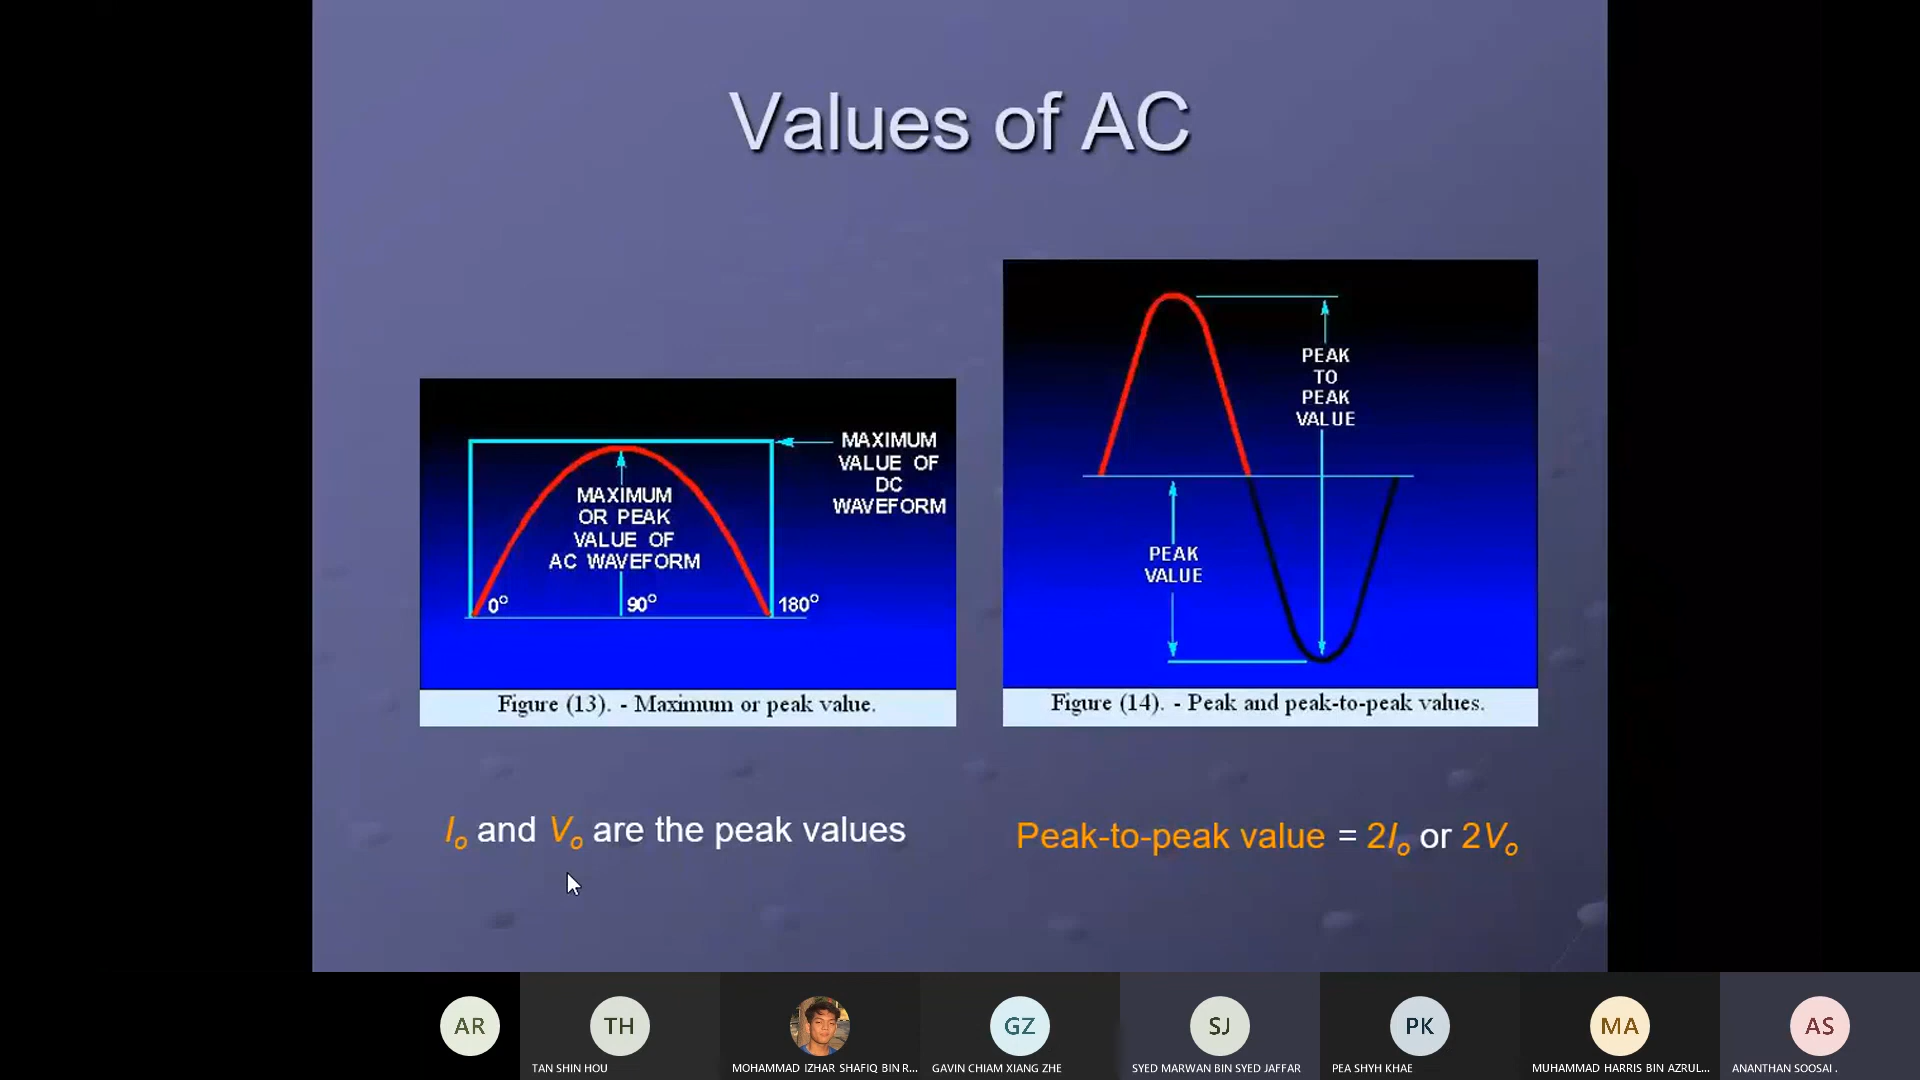 Values of AC
MAXIMUM
VALUE OF
DC
WAVEFORM
MAXIMUM
OR PEAK
VALUE OF
AC WAVEFORM
0°
90°
180°
Figure (13). - Maximum or peak value.
PEAK
TO
PEAK
VALUE
PEAK
VALUE
Figure (14). - Peak and peak-to-peak values.
Io and Vo are the peak values
Peak-to-peak value = 2Io or 2Vo
AR
TH
GZ
SJ
PK
MA
AS
TAN SHIN HOU
MOHAMMAD IZHAR SHAFIQ BIN R...
GAVIN CHIAM XIANG ZHE
SYED MARWAN BIN SYED JAFFAR
PEA SHYH KHAE
MUHAMMAD HARRIS BIN AZRUL...
ANANTHAN SOOSAI .